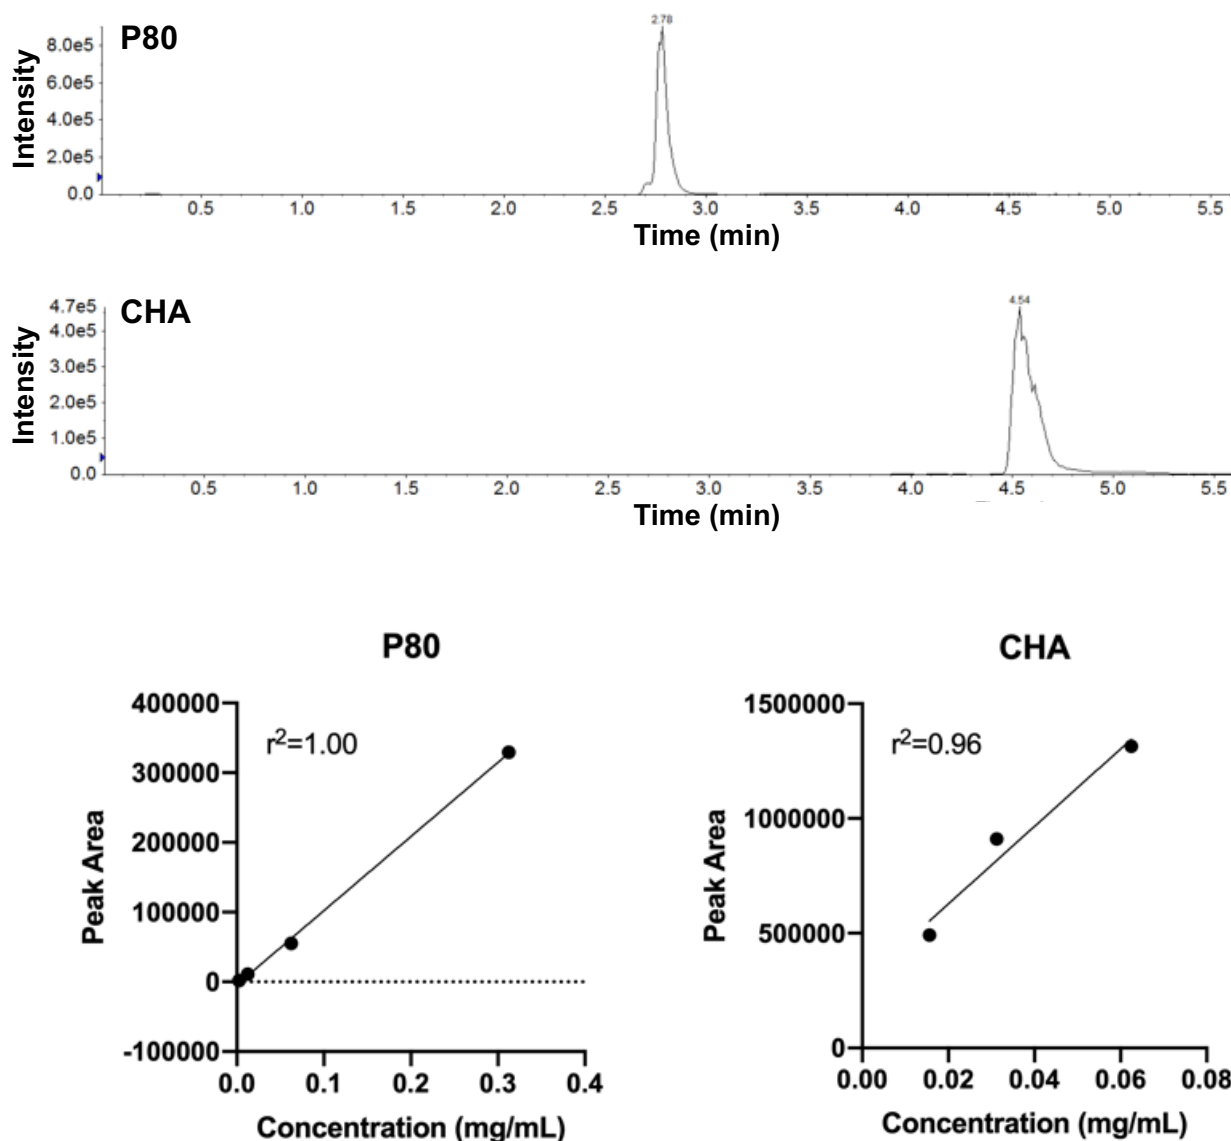 P80
2.78
Intensity
8.0e5
6.0e5
4.0e5
2.0e5
0.0
0.5 1.0 1.5 2.0 2.5 3.0 3.5 4.0 4.5 5.0 5.5
Time (min)
CHA
4.54
Intensity
4.7e5
4.0e5
3.0e5
2.0e5
1.0e5
0.0
0.5 1.0 1.5 2.0 2.5 3.0 3.5 4.0 4.5 5.0 5.5
Time (min)
P80
r²=1.00
Peak Area
400000
300000
200000
100000
0
-100000
0.0 0.1 0.2 0.3 0.4
Concentration (mg/mL)
CHA
r²=0.96
Peak Area
1500000
1000000
500000
0
0.00 0.02 0.04 0.06 0.08
Concentration (mg/mL)